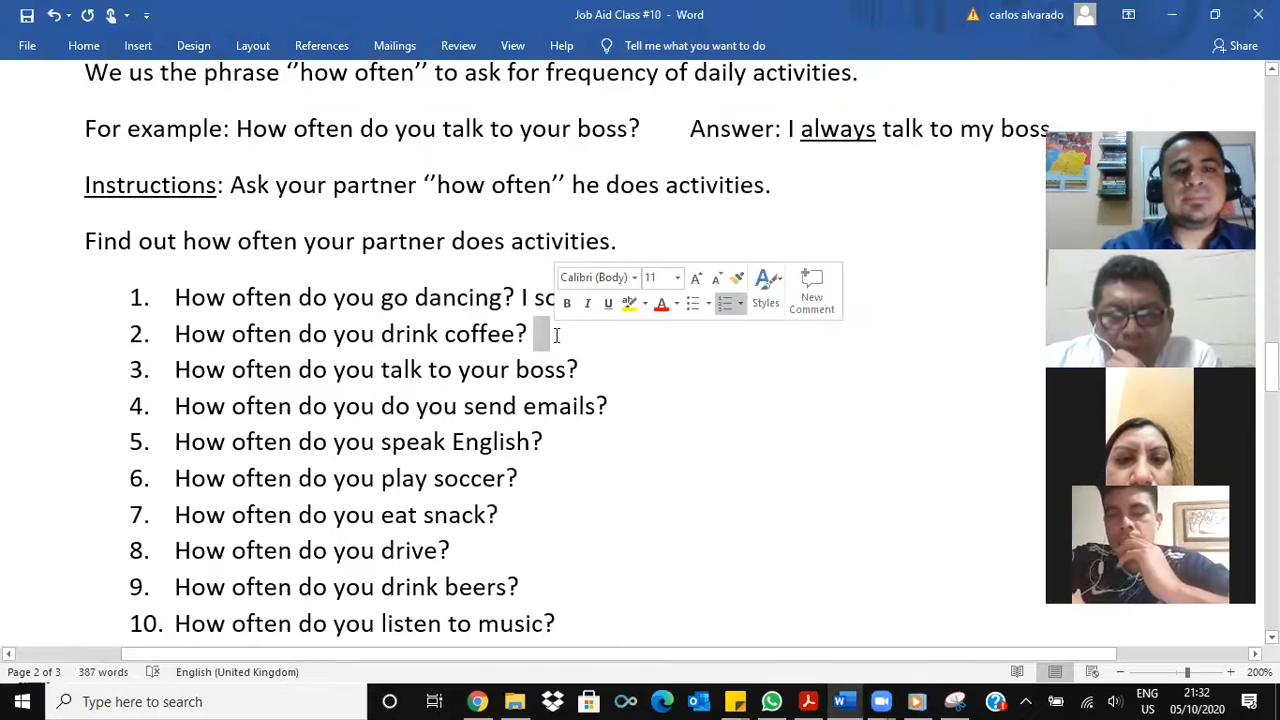 Job Aid Class #10 - Word
carlos alvarado
File Home Insert Design Layout References Mailings Review View Help Tell me what you want to do Share
We us the phrase ‘’how often’’ to ask for frequency of daily activities.
For example: How often do you talk to your boss? Answer: I always talk to my boss
Instructions: Ask your partner ‘’how often’’ he does activities.
Find out how often your partner does activities.
Calibri (Body) 11
Styles
New
Comment
1. How often do you go dancing? I
2. How often do you drink coffee?
3. How often do you talk to your boss?
4. How often do you do you send emails?
5. How often do you speak English?
6. How often do you play soccer?
7. How often do you eat snack?
8. How often do you drive?
9. How often do you drink beers?
10. How often do you listen to music?
Page 2 of 3 387 words English (United Kingdom) 200%
Type here to search
ENG
US
21:32
05/10/2020